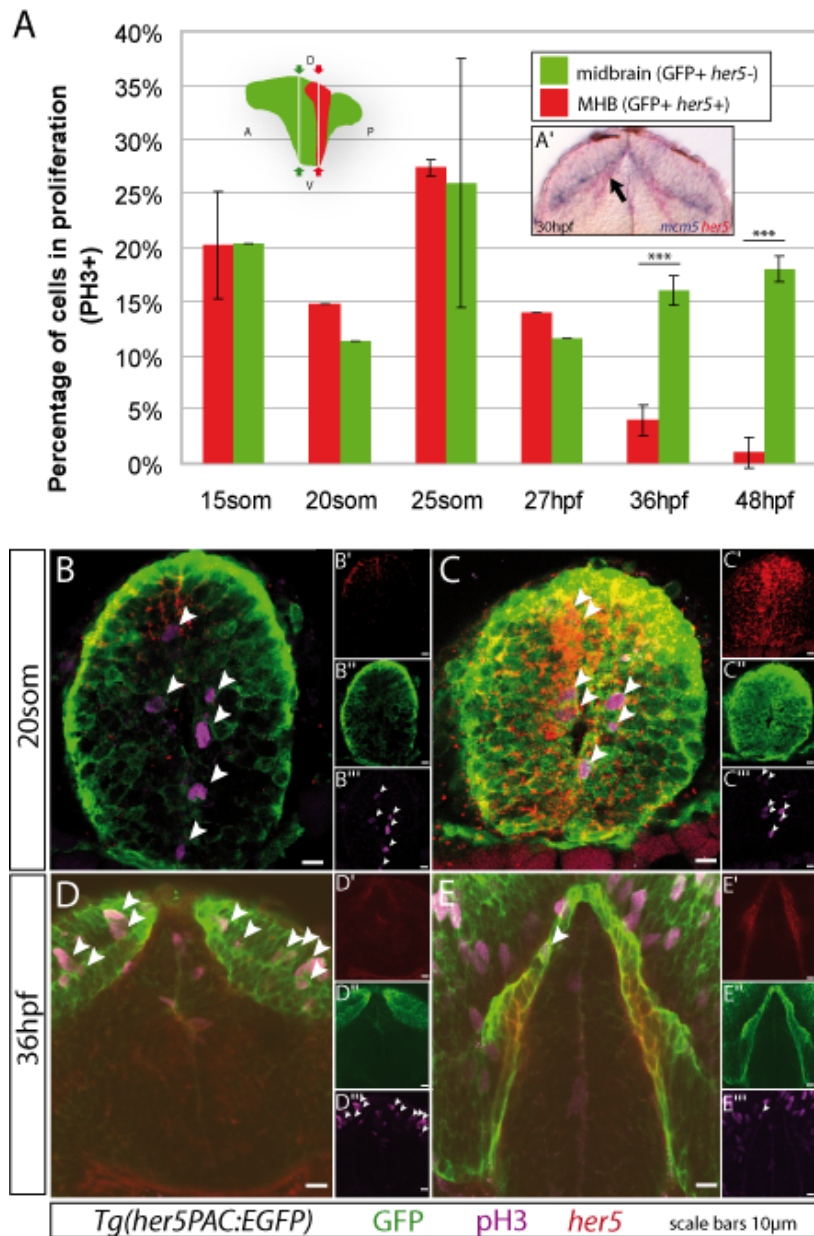 A
40%
35%
30%
25%
20%
15%
10%
5%
0%
Percentage of cells in proliferation
(PH3+)
D
A
P
V
midbrain (GFP+ her5-)
MHB (GFP+ her5+)
A'
30hpf
mcm5 her5
***
***
15som
20som
25som
27hpf
36hpf
48hpf
20som
B
B'
B''
B'''
C
C'
C''
C'''
36hpf
D
D'
D''
D'''
E
E'
E''
E'''
Tg(her5PAC:EGFP) GFP pH3 her5 scale bars 10µm